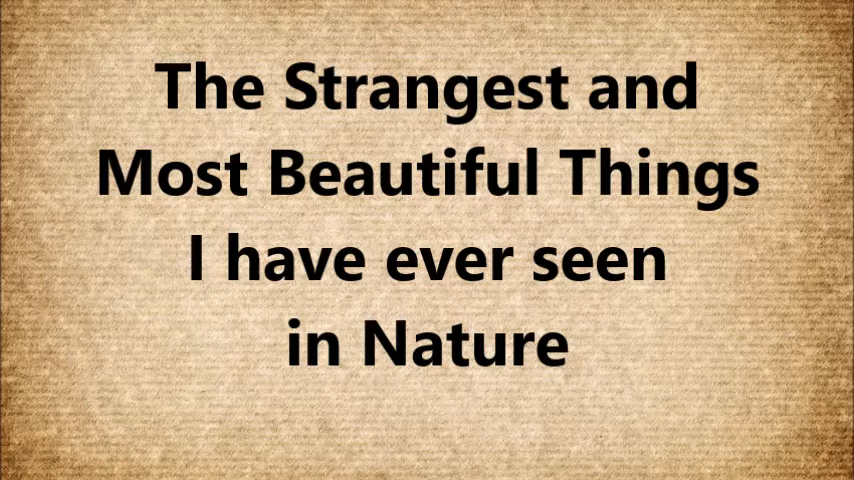 The Strangest and
Most Beautiful Things
I have ever seen
in Nature